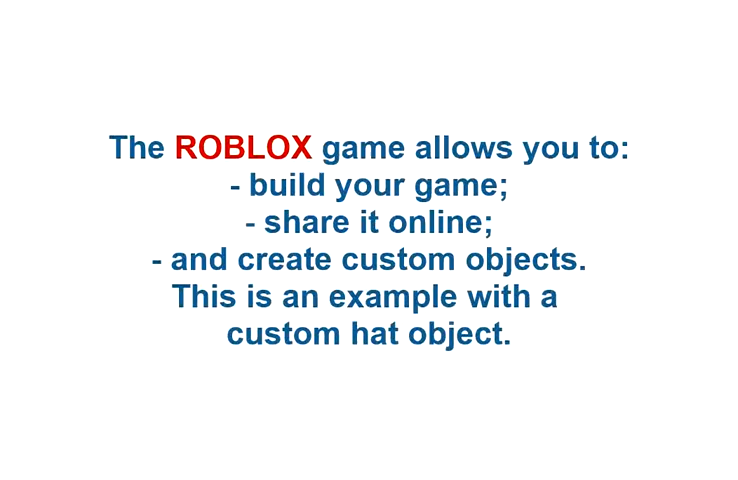 The ROBLOX game allows you to:
- build your game;
- share it online;
- and create custom objects.
This is an example with a
custom hat object.